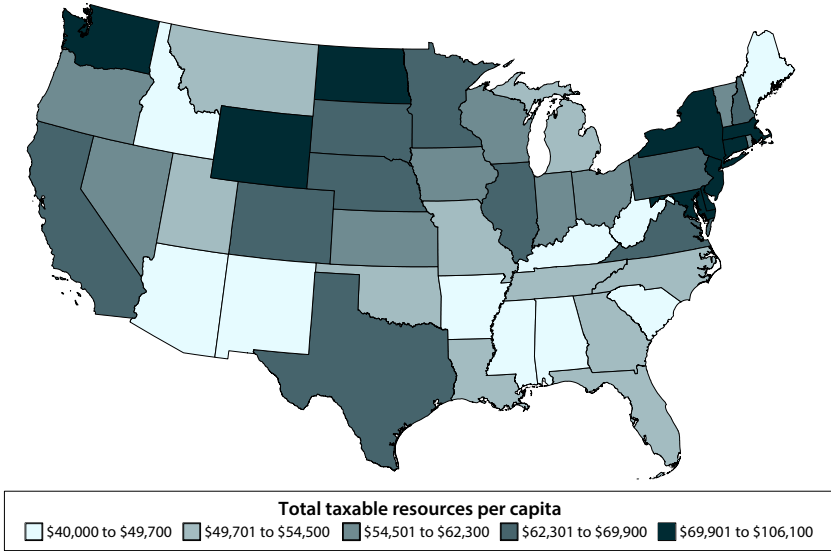 Total taxable resources per capita
$40,000 to $49,700 $49,701 to $54,500 $54,501 to $62,300 $62,301 to $69,900 $69,901 to $106,100